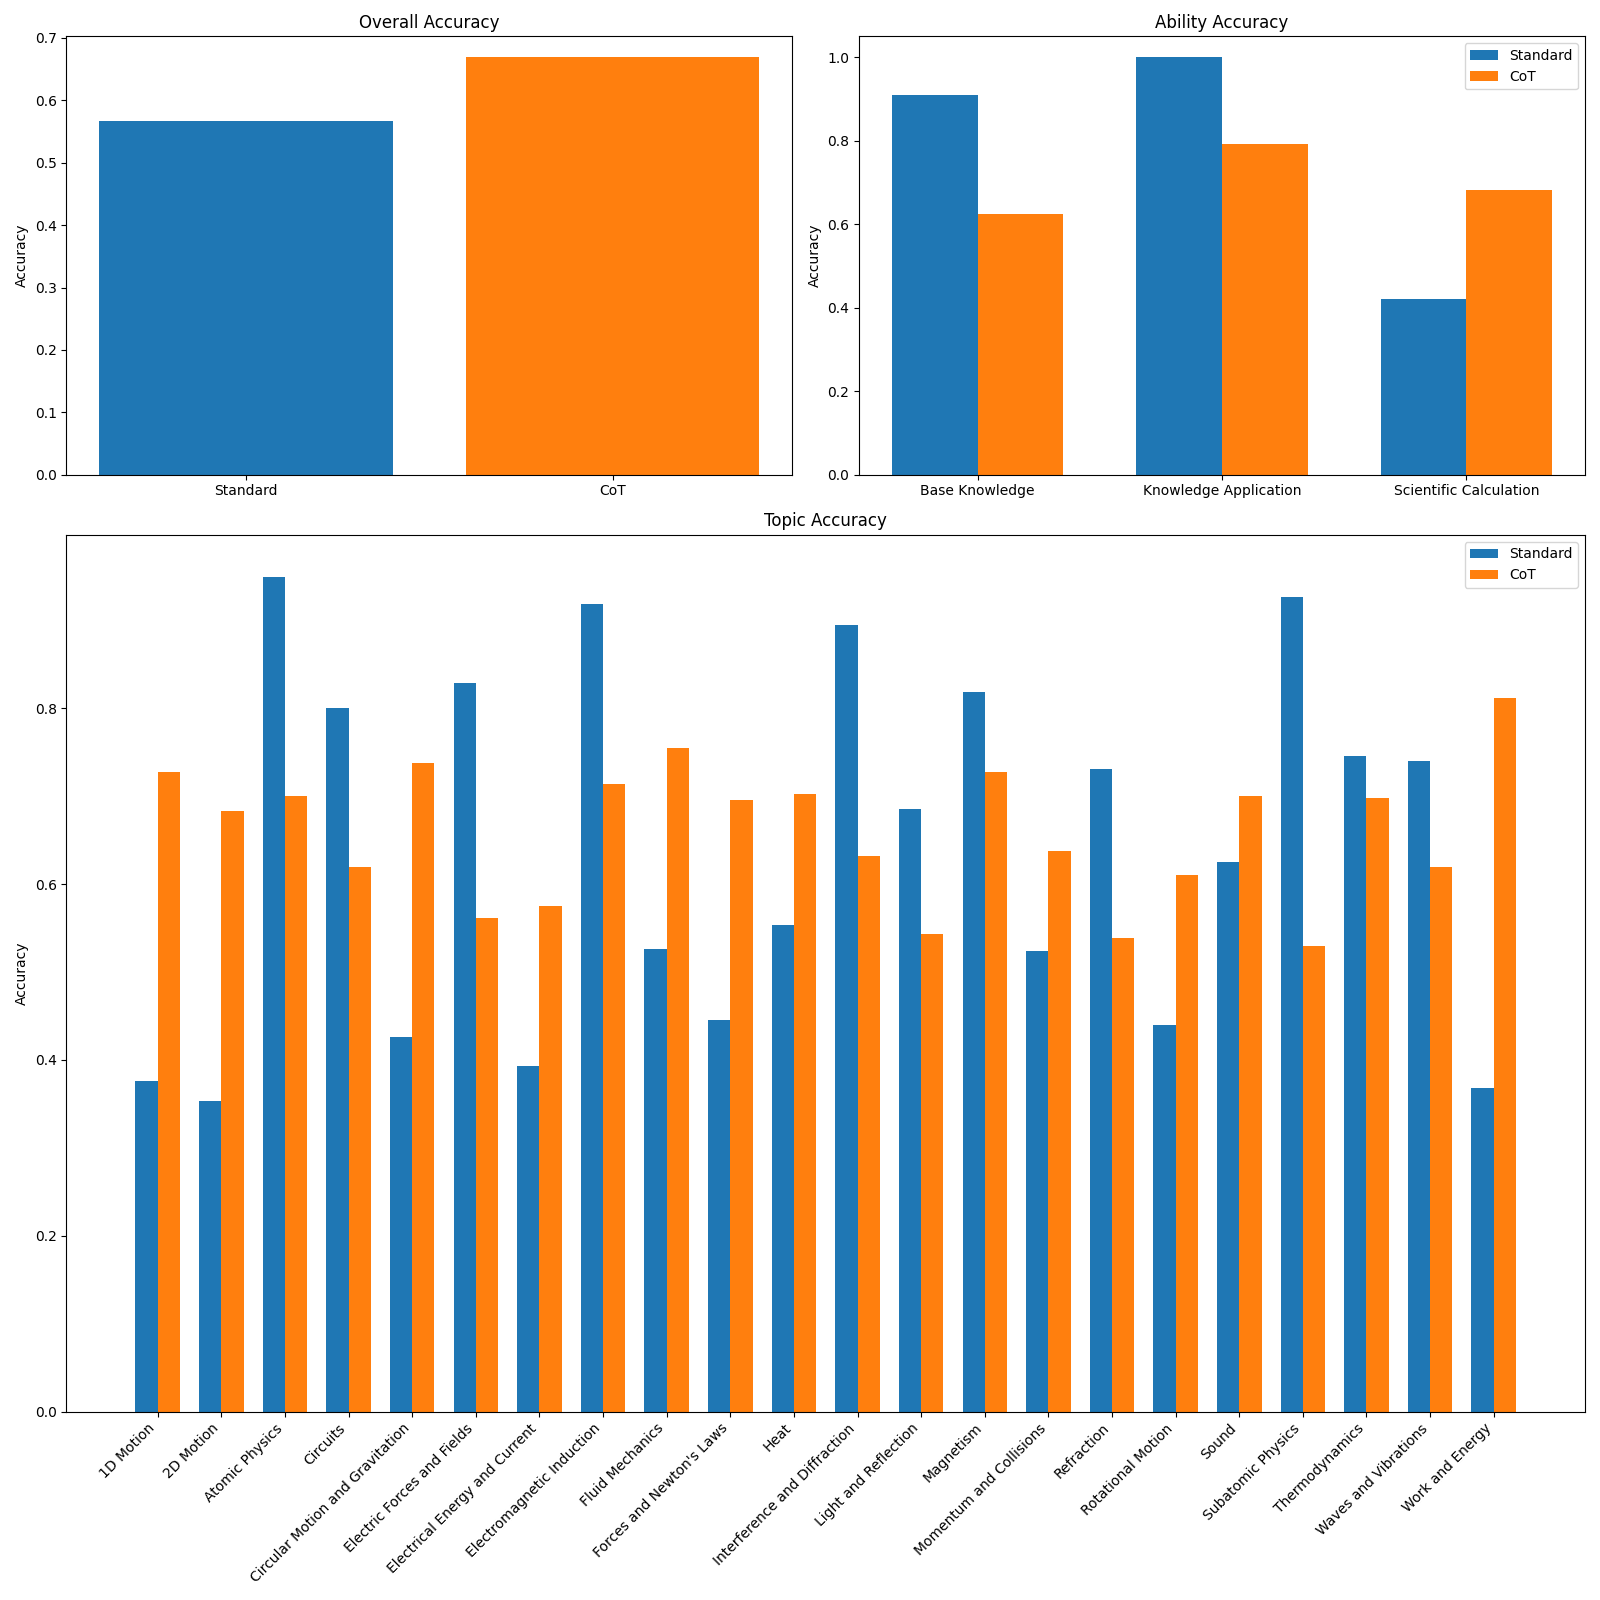 Overall Accuracy
Accuracy
0.7
0.6
0.5
0.4
0.3
0.2
0.1
0.0
Standard
CoT
Ability Accuracy
Accuracy
1.0
0.8
0.6
0.4
0.2
0.0
Standard
CoT
Base Knowledge
Knowledge Application
Scientific Calculation
Topic Accuracy
Accuracy
0.8
0.6
0.4
0.2
0.0
Standard
CoT
1D Motion
2D Motion
Atomic Physics
Circuits
Circular Motion and Gravitation
Electric Forces and Fields
Electrical Energy and Current
Electromagnetic Induction
Fluid Mechanics
Forces and Newton's Laws
Heat
Interference and Diffraction
Light and Reflection
Magnetism
Momentum and Collisions
Refraction
Rotational Motion
Sound
Subatomic Physics
Thermodynamics
Waves and Vibrations
Work and Energy